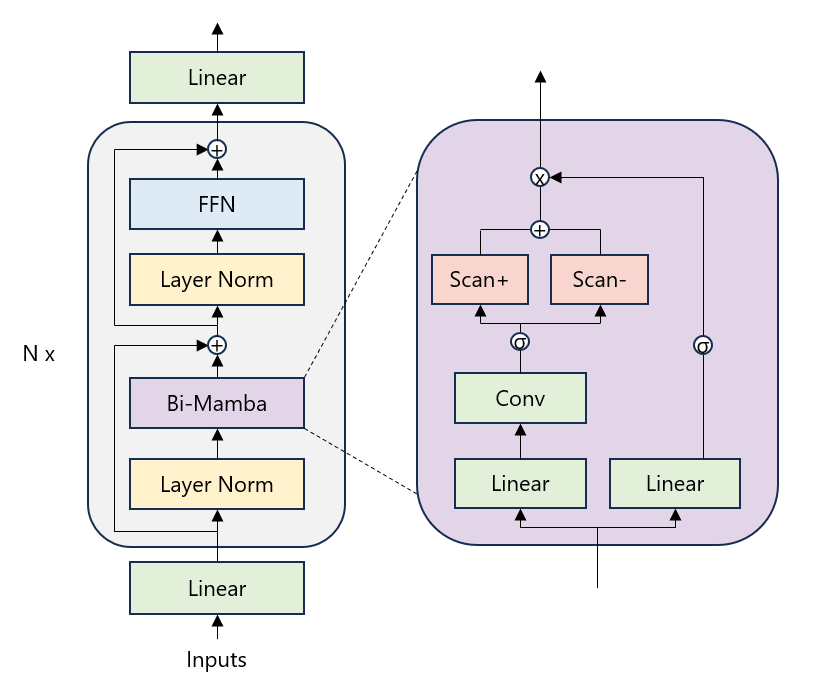 Linear
+
FFN
Layer Norm
+
N x
Bi-Mamba
Layer Norm
Linear
Inputs
x
+
Scan+
Scan-
σ
σ
Conv
Linear
Linear